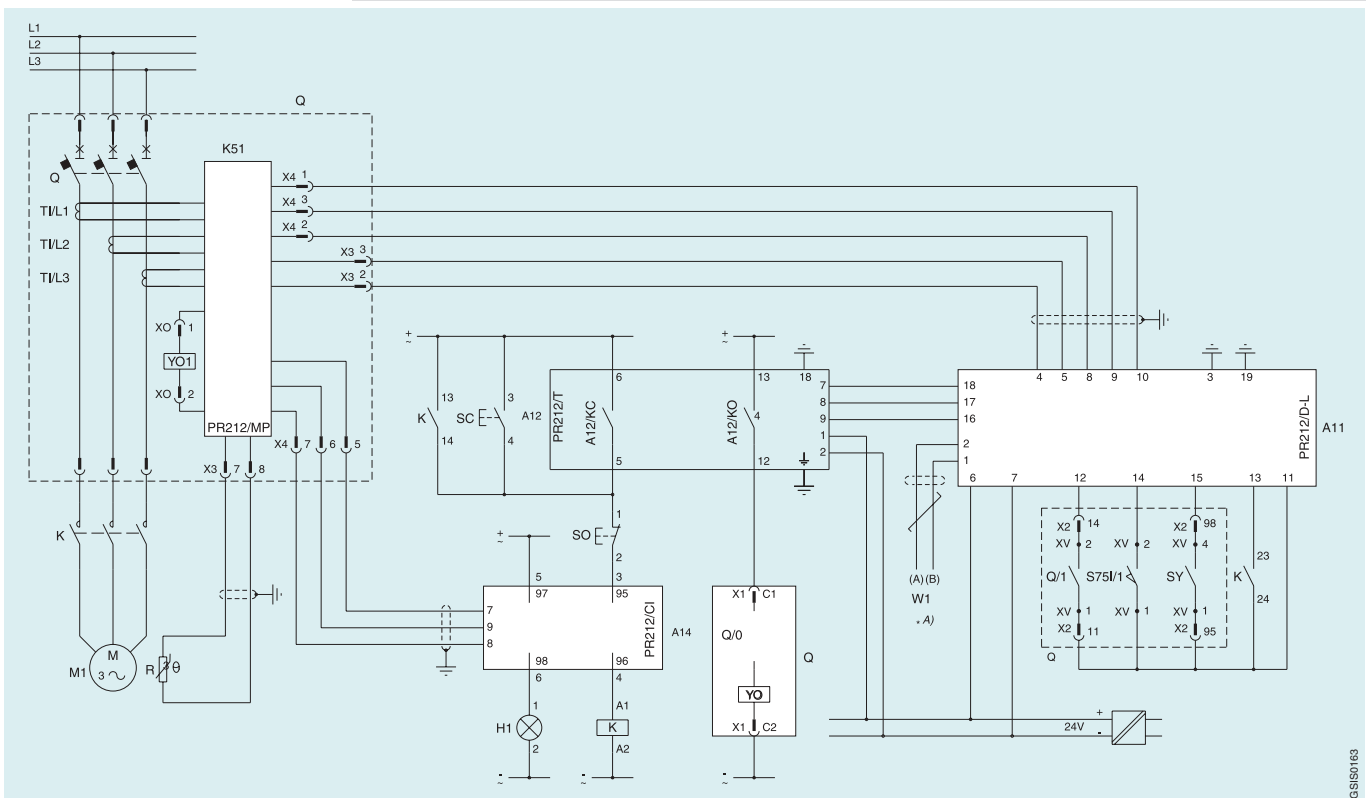 L1
L2
L3
Q
K51
Q
X4 1
X4 3
X4 2
X3 3
X3 2
TI/L1
TI/L2
TI/L3
XO 1
YO1
XO 2
PR212/MP
X3 7 8
X4 7 6 5
K
M1
M
3 ~
R
θ
+
~
13
K
14
3
SC
4
A12
PR212/T
6
A12/KC
5
+
~
13
A12/KO
4
12
18
7
8
9
1
2
4 5 8 9 10 3 19
18
17
16
2
1
PR212/D-L
A11
6 7 12 14 15 13 11
(A) (B)
W1
* A)
X2 14
XV 2
Q/1
XV 1
X2 11
XV 2
S75I/1
XV 1
X2 98
XV 4
SY
XV 1
X2 95
Q
23
K
24
1
SO
2
+
~
5
97
3
95
7
9
8
PR212/CI
A14
98
6
96
4
1
H1
2
A1
K
A2
-
~
-
~
X1 C1
Q/0
YO
X1 C2
Q
-
~
+
24V
-
GSIS0163